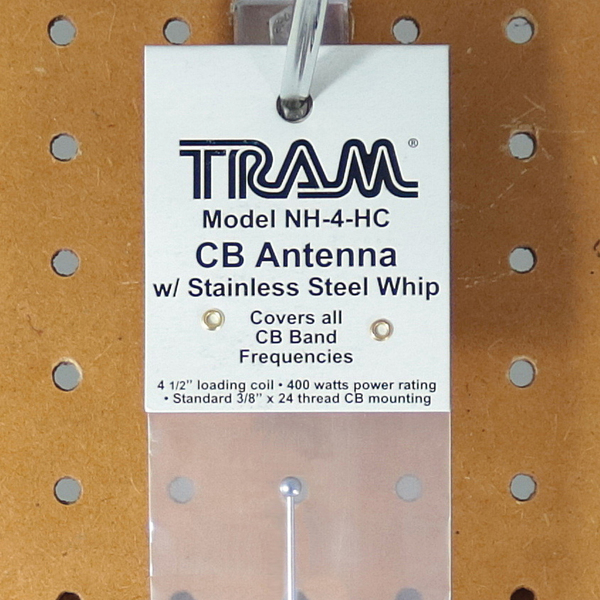 TRAM®
Model NH-4-HC
CB Antenna
w/ Stainless Steel Whip
Covers all
CB Band
Frequencies
4 1/2" loading coil • 400 watts power rating
• Standard 3/8" x 24 thread CB mounting